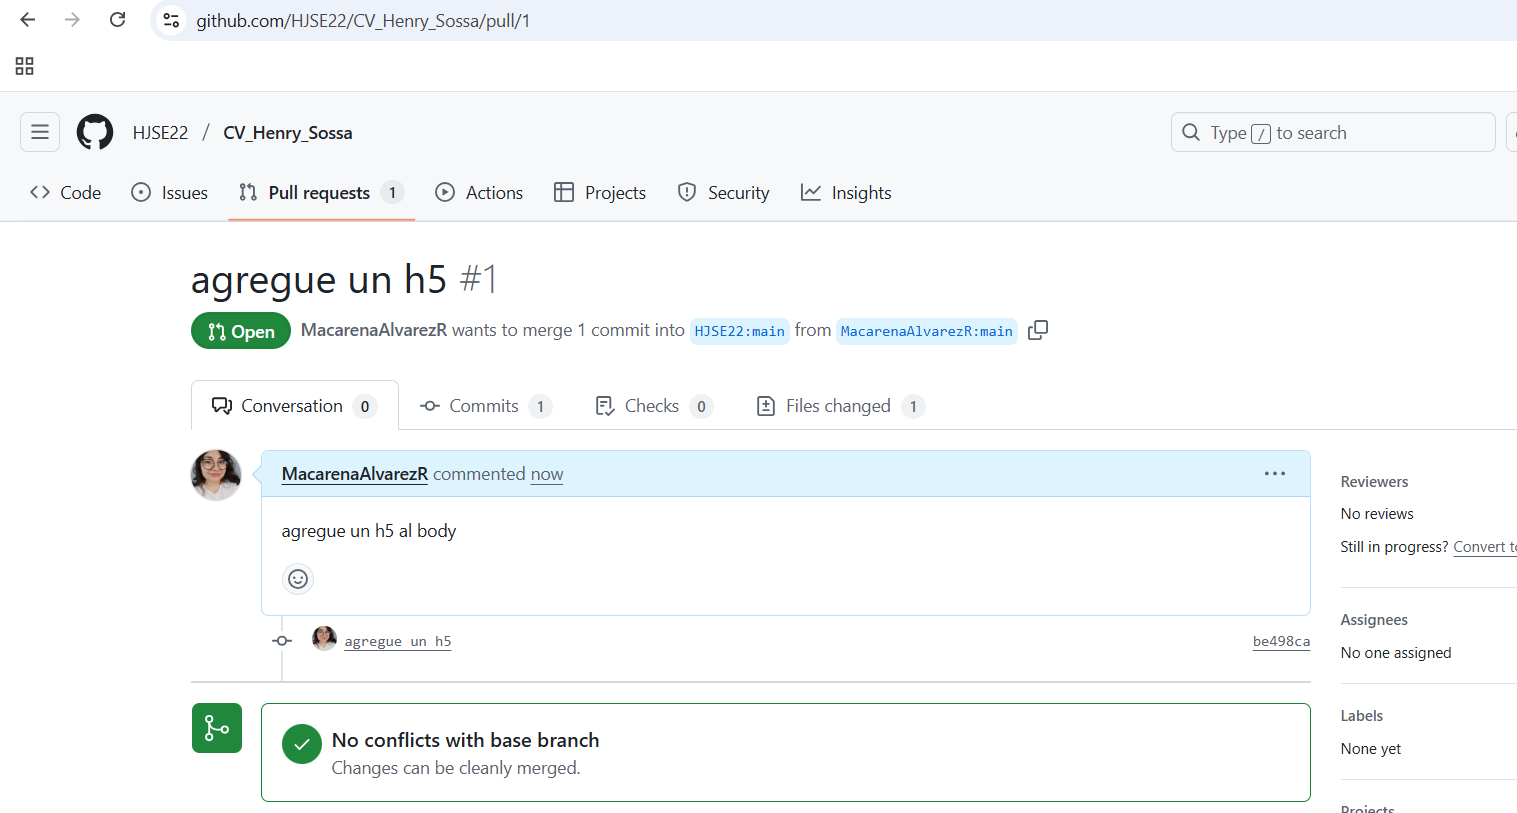 github.com/HJSE22/CV_Henry_Sossa/pull/1
HJSE22 / CV_Henry_Sossa
Type / to search
Code Issues Pull requests 1 Actions Projects Security Insights
agregue un h5 #1
Open MacarenaAlvarezR wants to merge 1 commit into HJSE22:main from MacarenaAlvarezR:main
Conversation 0 Commits 1 Checks 0 Files changed 1
MacarenaAlvarezR commented now
agregue un h5 al body
agregue un h5 be498ca
No conflicts with base branch
Changes can be cleanly merged.
Reviewers
No reviews
Still in progress? Convert to
Assignees
No one assigned
Labels
None yet
Projects